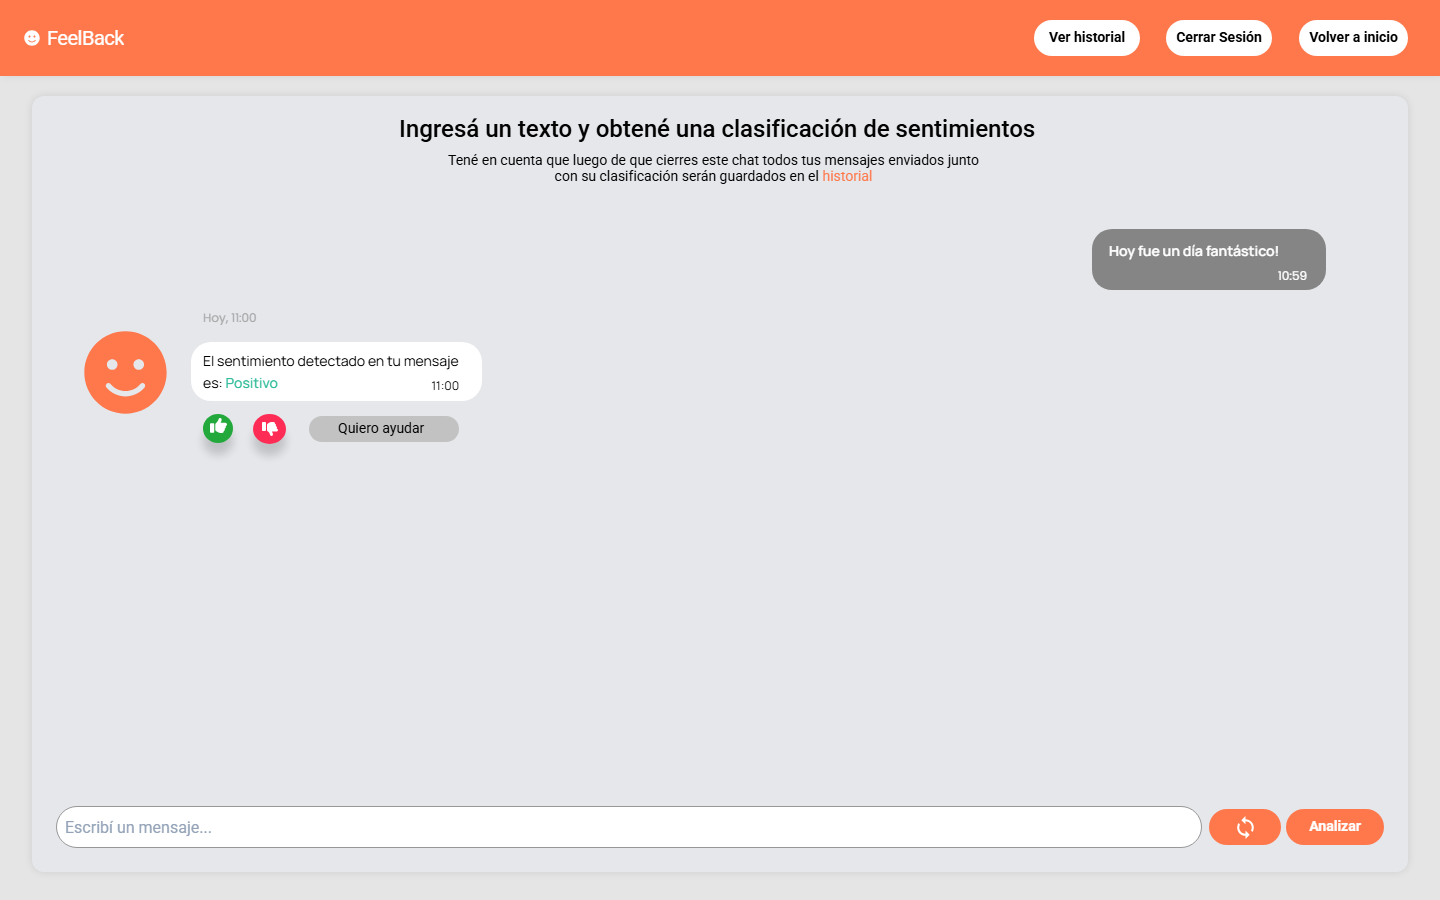 FeelBack
Ver historial
Cerrar Sesión
Volver a inicio
Ingresá un texto y obtené una clasificación de sentimientos
Tené en cuenta que luego de que cierres este chat todos tus mensajes enviados junto
con su clasificación serán guardados en el historial
Hoy fue un día fantástico!
10:59
Hoy, 11:00
El sentimiento detectado en tu mensaje
es: Positivo
11:00
Quiero ayudar
Escribí un mensaje...
Analizar